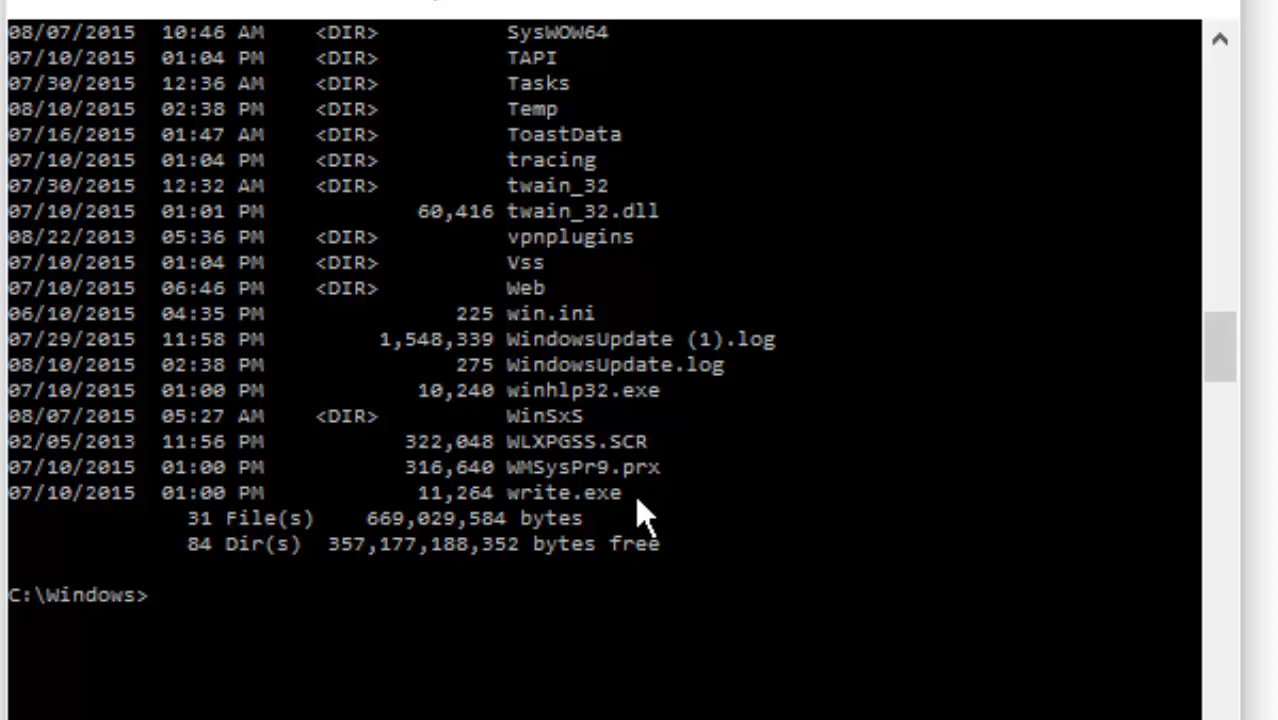 08/07/2015  10:46 AM    <DIR>          SysWOW64
07/10/2015  01:04 PM    <DIR>          TAPI
07/30/2015  12:36 AM    <DIR>          Tasks
08/10/2015  02:38 PM    <DIR>          Temp
07/16/2015  01:47 AM    <DIR>          ToastData
07/10/2015  01:04 PM    <DIR>          tracing
07/30/2015  12:32 AM    <DIR>          twain_32
07/10/2015  01:01 PM            60,416 twain_32.dll
08/22/2013  05:36 PM    <DIR>          vpnplugins
07/10/2015  01:04 PM    <DIR>          Vss
07/10/2015  06:46 PM    <DIR>          Web
06/10/2015  04:35 PM               225 win.ini
07/29/2015  11:58 PM         1,548,339 WindowsUpdate (1).log
08/10/2015  02:38 PM               275 WindowsUpdate.log
07/10/2015  01:00 PM            10,240 winhlp32.exe
08/07/2015  05:27 AM    <DIR>          WinSxS
02/05/2013  11:56 PM           322,048 WLXPGSS.SCR
07/10/2015  01:00 PM           316,640 WMSysPr9.prx
07/10/2015  01:00 PM            11,264 write.exe
              31 File(s)    669,029,584 bytes
              84 Dir(s)  357,177,188,352 bytes free
C:\Windows>